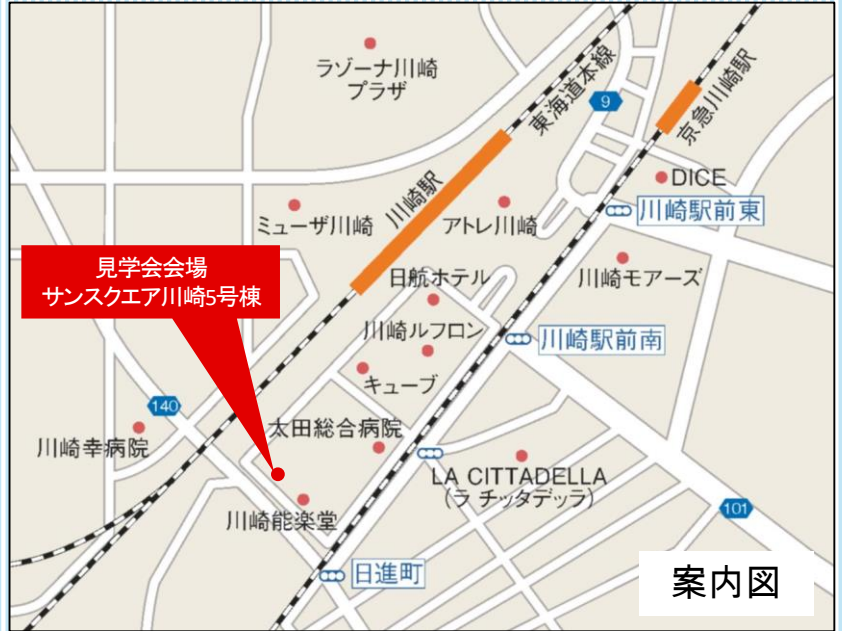 ラゾーナ川崎
プラザ
東海道本線
9
京急川崎駅
DICE
川崎駅前東
川崎駅
ミューザ川崎
アトレ川崎
見学会会場
サンスクエア川崎5号棟
日航ホテル
川崎モアーズ
川崎ルフロン
川崎駅前南
キューブ
140
川崎幸病院
太田総合病院
LA CITTADELLA
(ラ チッタデッラ)
川崎能楽堂
101
日進町
案内図